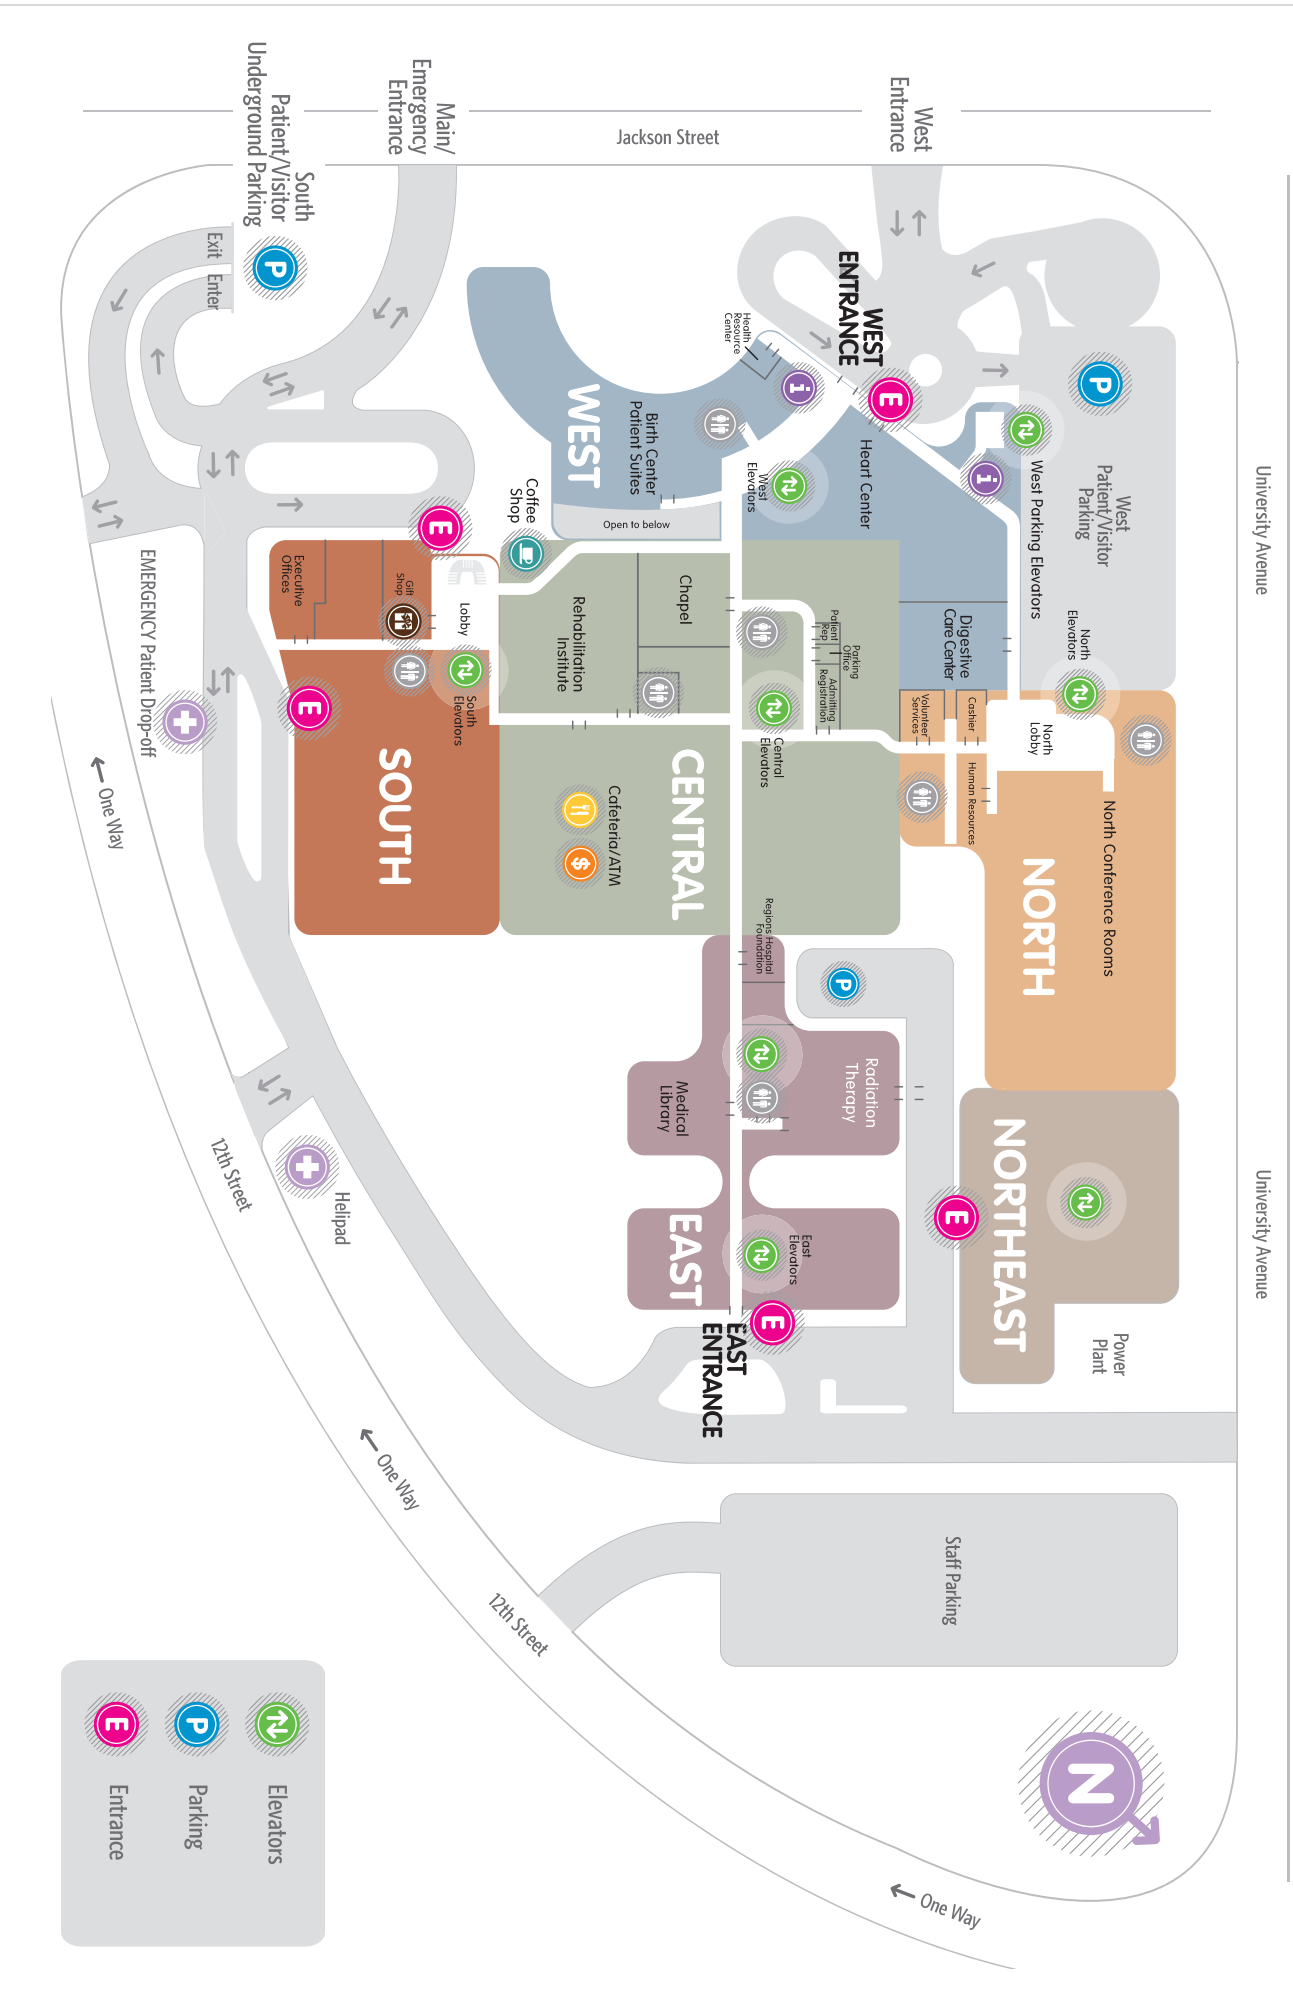 University Avenue
University Avenue
West
Patient/Visitor
Parking
P
West Parking Elevators
North
Elevators
North
Lobby
North Conference Rooms
NORTH
Power
Plant
NORTHEAST
E
Staff Parking
N
West
Entrance
WEST
ENTRANCE
E
i
i
Heart Center
Digestive
Care Center
Cashier
Volunteer
Services
Human Resources
Health
Resource
Center
West
Elevators
Patient
Rep
Parking
Office
Admitting
Registration
Central
Elevators
Regions Hospital
Foundation
P
Radiation
Therapy
East
Elevators
E
EAST
ENTRANCE
Jackson Street
Birth Center
Patient Suites
WEST
Open to below
Chapel
CENTRAL
Medical
Library
EAST
Coffee
Shop
Rehabilitation
Institute
Cafeteria/ATM
$
Main/
Emergency
Entrance
E
Lobby
South
Elevators
Gift
Shop
SOUTH
Executive
Offices
E
South
Patient/Visitor
Underground Parking
P
Exit
Enter
EMERGENCY Patient Drop-off
Helipad
One Way
12th Street
One Way
12th Street
One Way
Elevators
P
Parking
E
Entrance